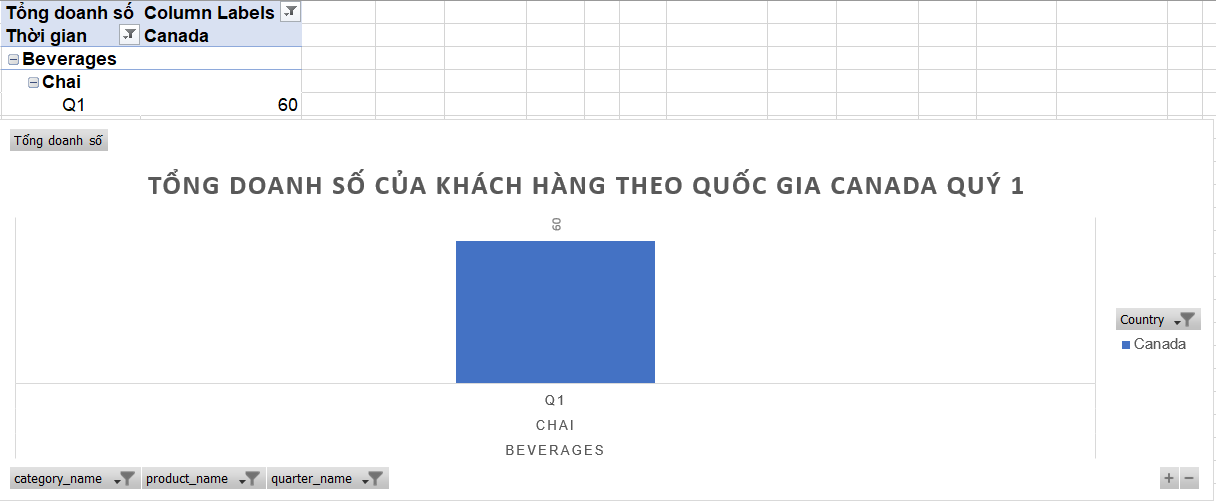 Tổng doanh số Column Labels
Thời gian Canada
Beverages
Chai
Q1 60
Tổng doanh số
TỔNG DOANH SỐ CỦA KHÁCH HÀNG THEO QUỐC GIA CANADA QUÝ 1
60
Country
Canada
Q1
CHAI
BEVERAGES
category_name product_name quarter_name + −